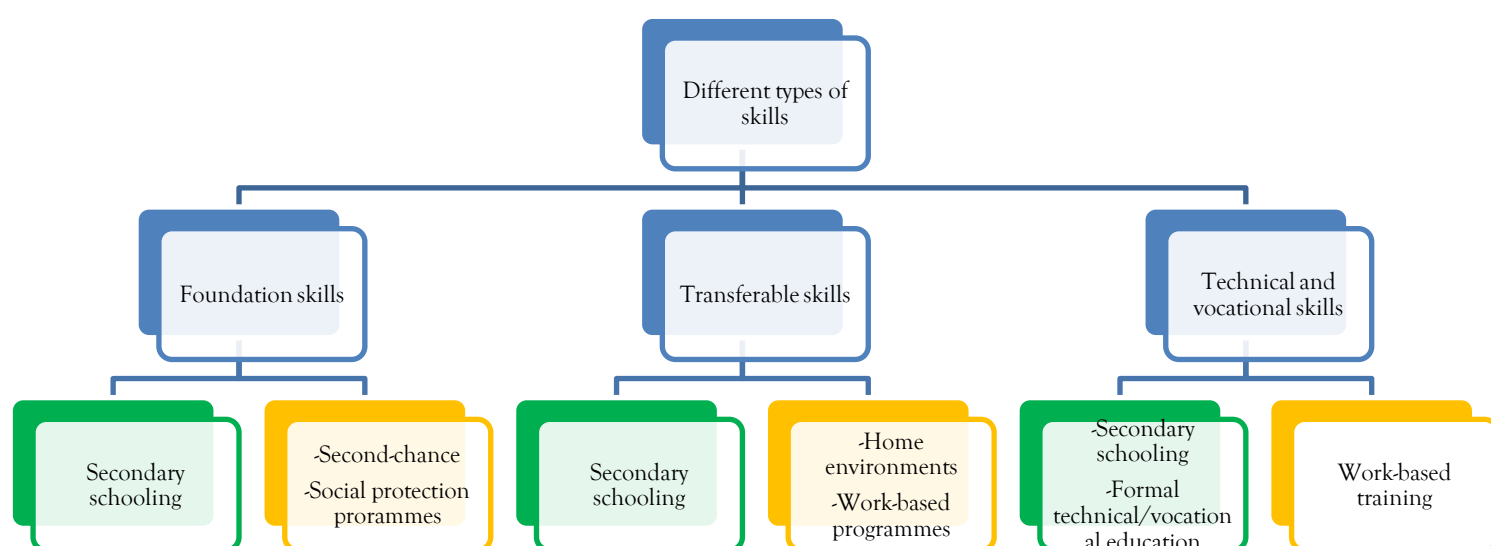 Different types of
skills
Foundation skills
Transferable skills
Technical and
vocational skills
Secondary
schooling
-Second-chance
-Social protection
prorammes
Secondary
schooling
-Home
environments
-Work-based
programmes
-Secondary
schooling
-Formal
technical/vocation
al education
Work-based
training